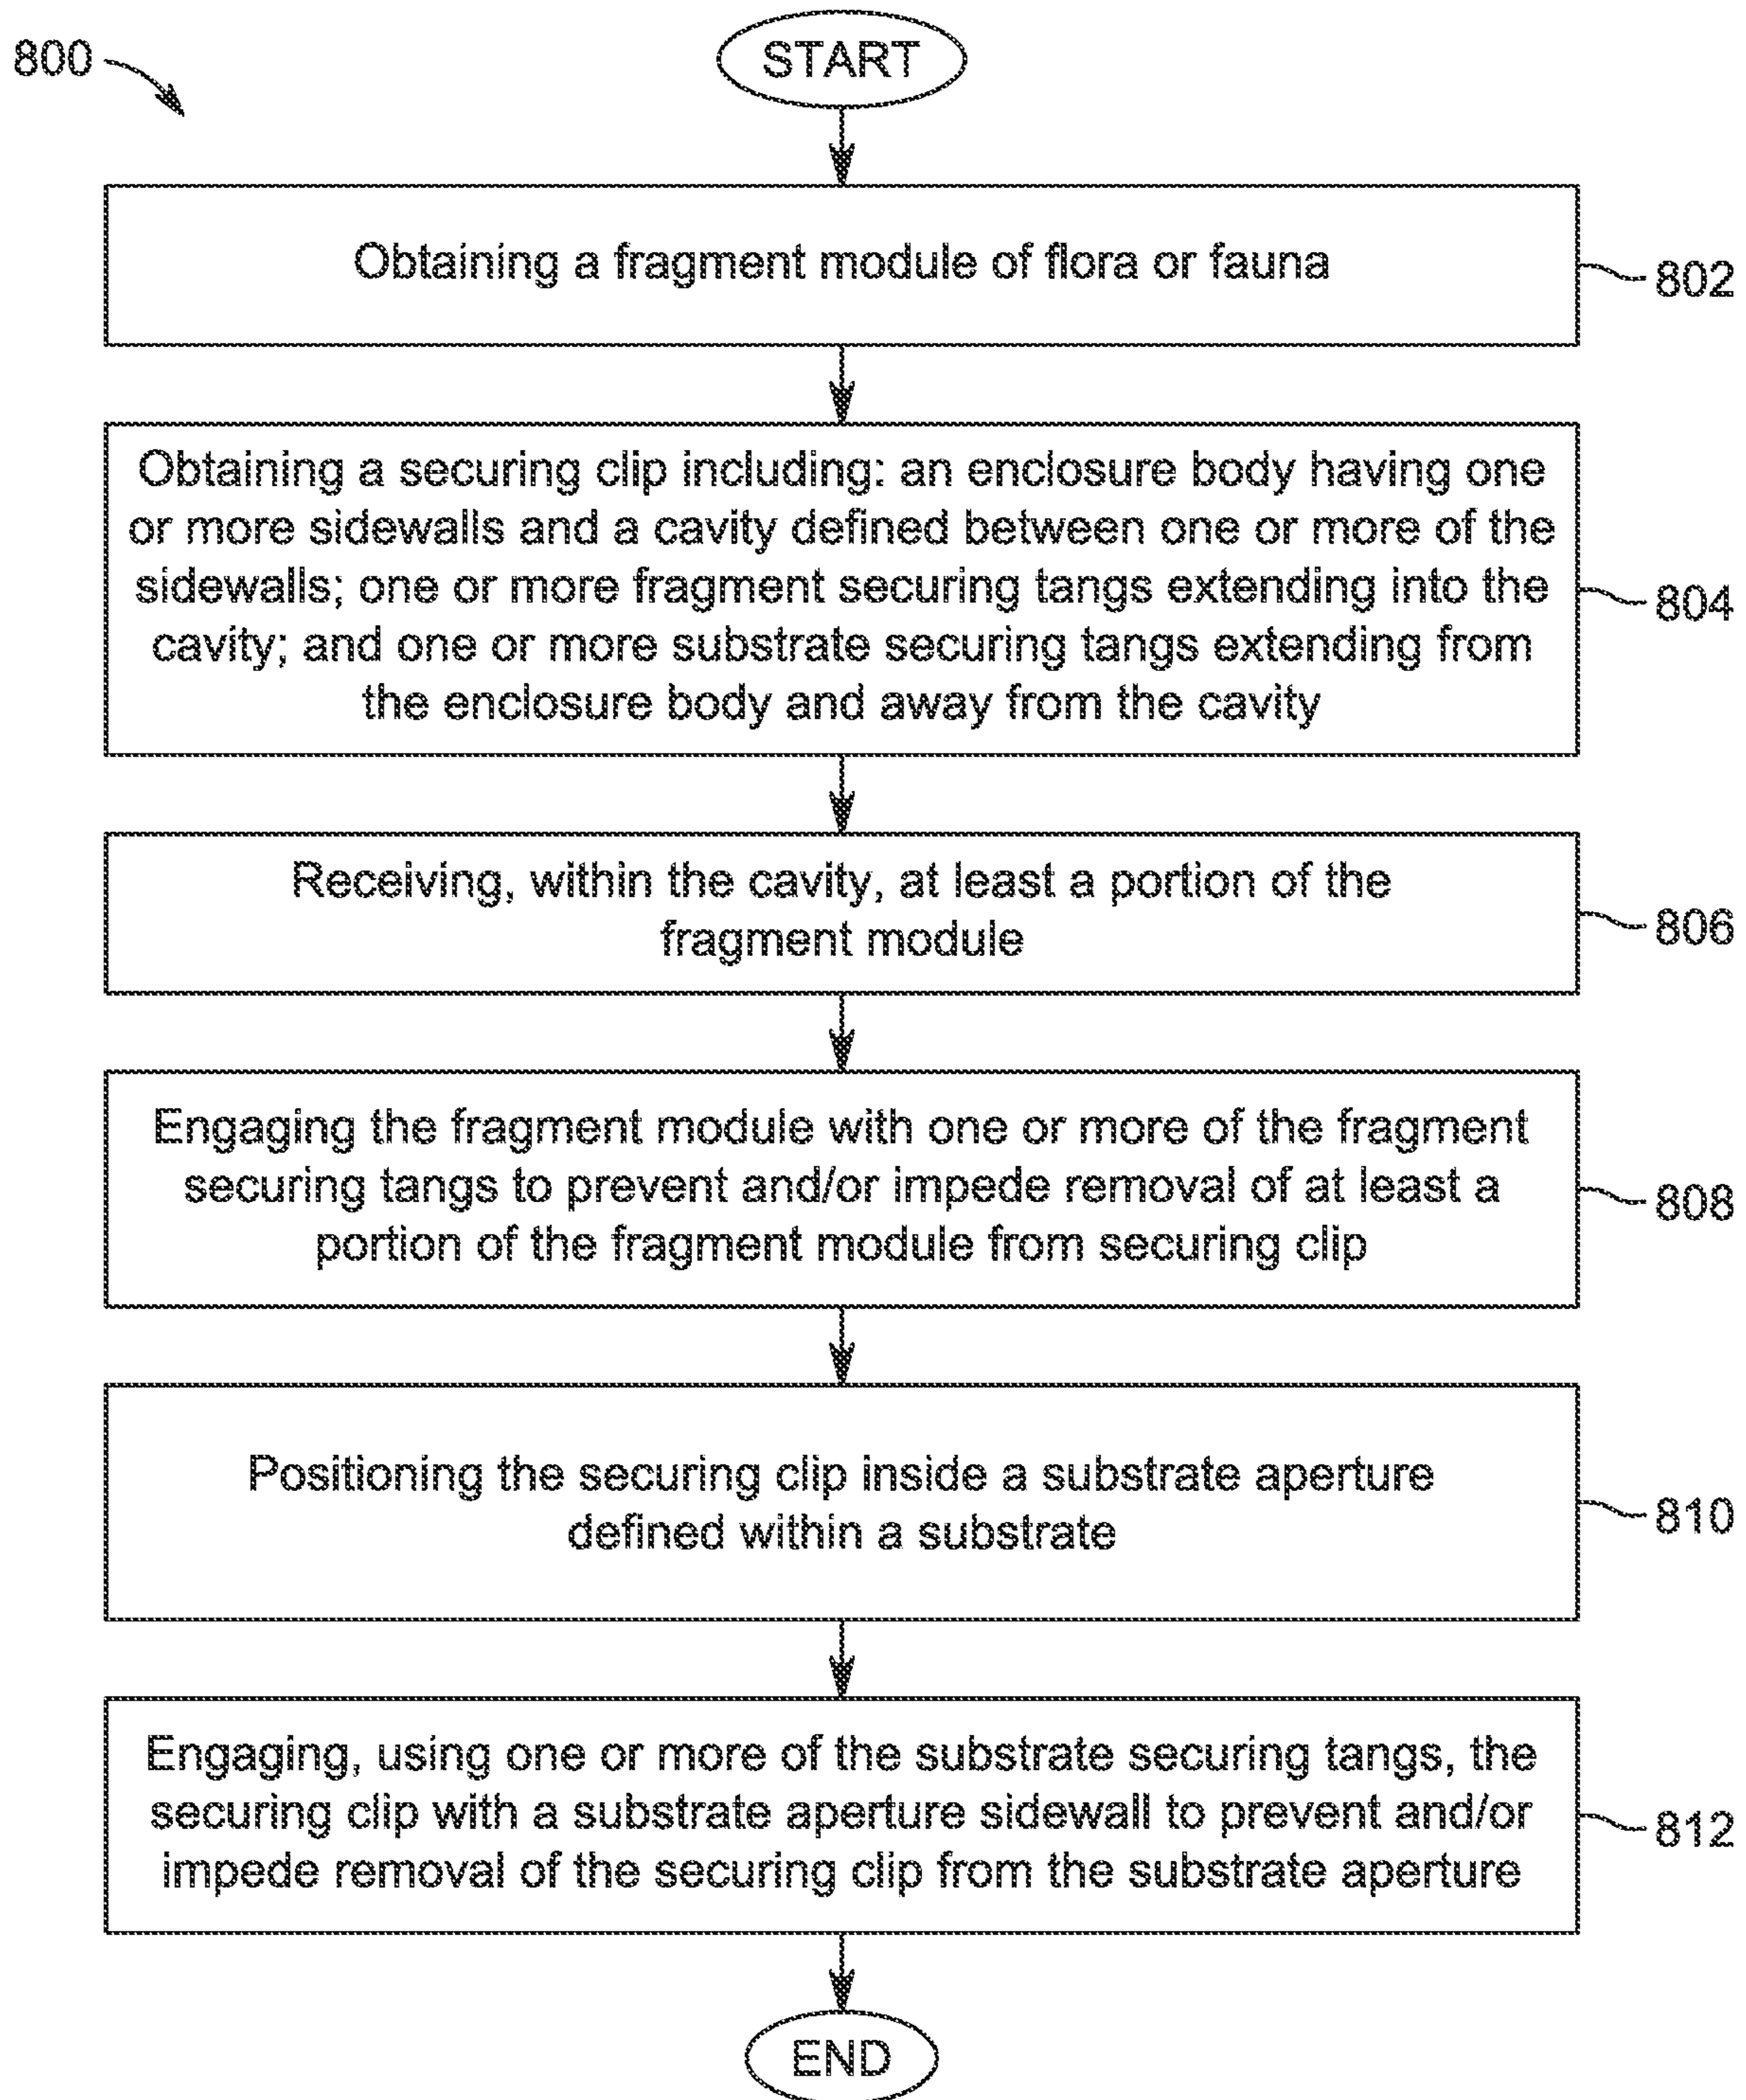 800
START
Obtaining a fragment module of flora or fauna
802
Obtaining a securing clip including: an enclosure body having one
or more sidewalls and a cavity defined between one or more of the
sidewalls; one or more fragment securing tangs extending into the
cavity; and one or more substrate securing tangs extending from
the enclosure body and away from the cavity
804
Receiving, within the cavity, at least a portion of the
fragment module
806
Engaging the fragment module with one or more of the fragment
securing tangs to prevent and/or impede removal of at least a
portion of the fragment module from securing clip
808
Positioning the securing clip inside a substrate aperture
defined within a substrate
810
Engaging, using one or more of the substrate securing tangs, the
securing clip with a substrate aperture sidewall to prevent and/or
impede removal of the securing clip from the substrate aperture
812
END